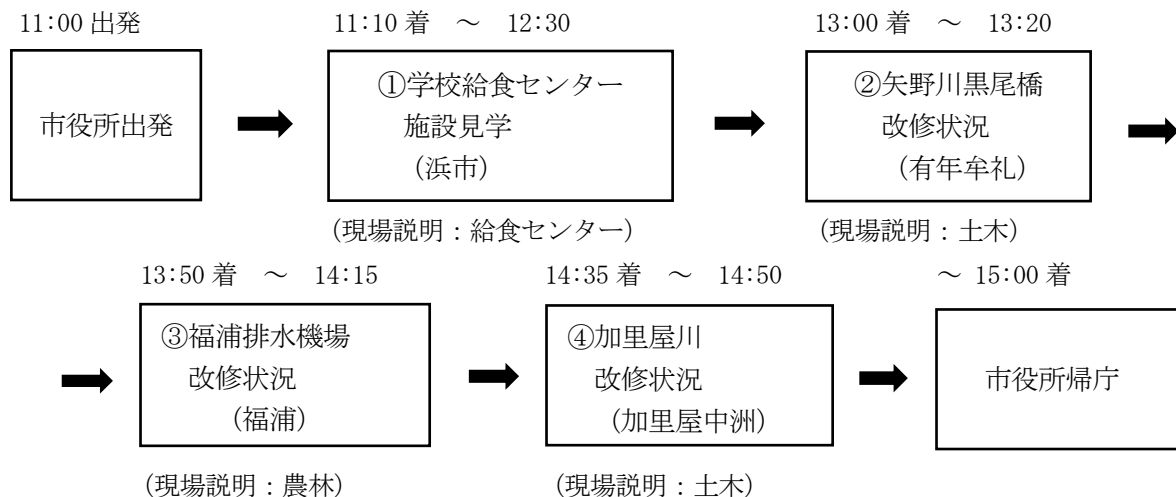 11:00 出発
11:10 着 ～ 12:30
13:00 着 ～ 13:20
市役所出発
①学校給食センター
施設見学
(浜市)
②矢野川黒尾橋
改修状況
(有年牟礼)
(現場説明：給食センター)
(現場説明：土木)
13:50 着 ～ 14:15
14:35 着 ～ 14:50
～ 15:00 着
③福浦排水機場
改修状況
(福浦)
④加里屋川
改修状況
(加里屋中洲)
市役所帰庁
(現場説明：農林)
(現場説明：土木)